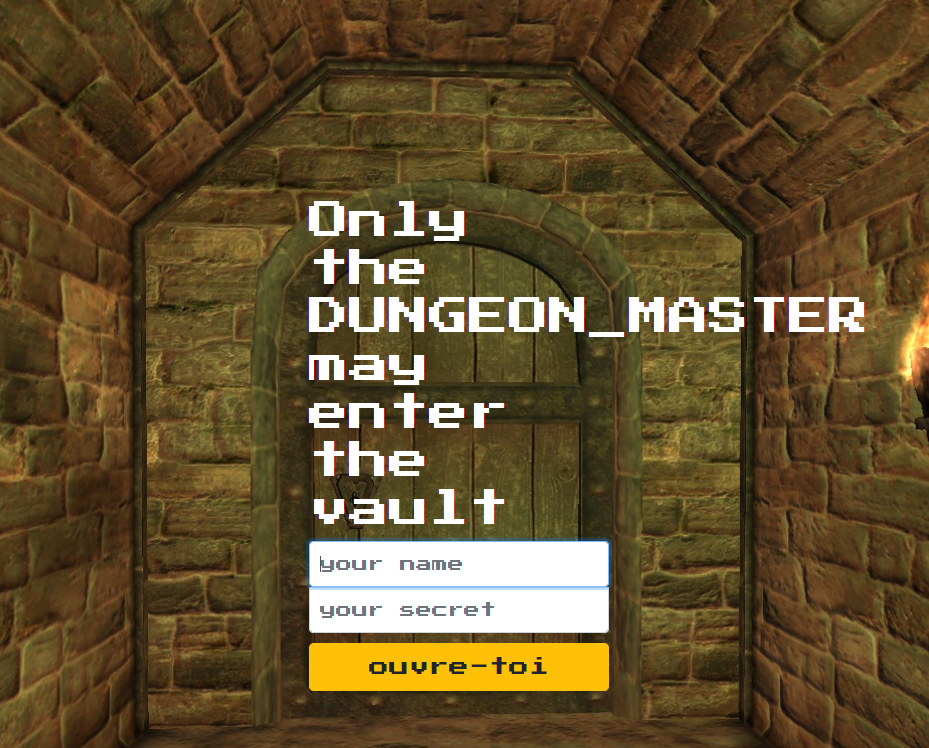 Only
the
DUNGEON_MASTER
may
enter
the
vault
your name
your secret
ouvre-toi